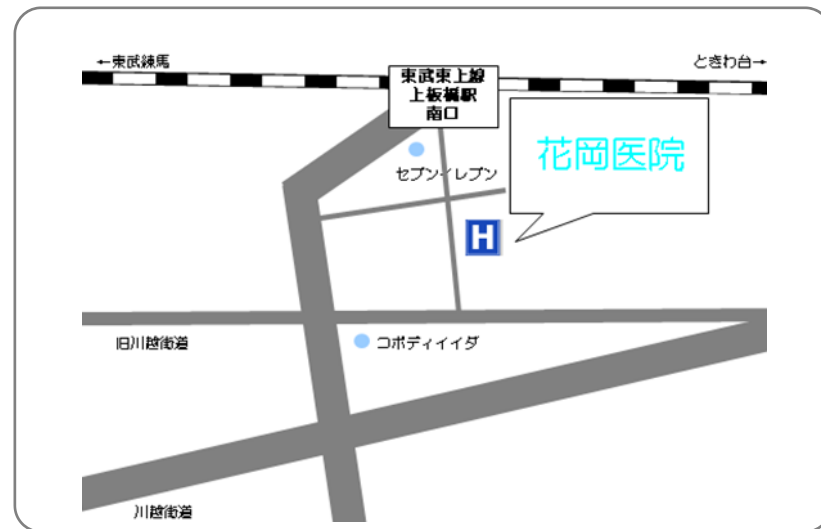 ←東武練馬
ときわ台→
東武東上線
上板橋駅
南口
花岡医院
セブンイレブン
H
旧川越街道
コポディイイダ
川越街道